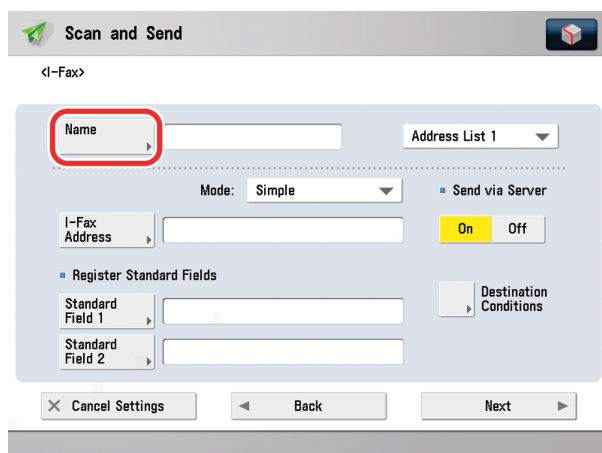 Scan and Send
<I-Fax>
Name
Address List 1
Mode: Simple
Send via Server
I-Fax
Address
On Off
Register Standard Fields
Destination
Conditions
Standard
Field 1
Standard
Field 2
Cancel Settings Back Next